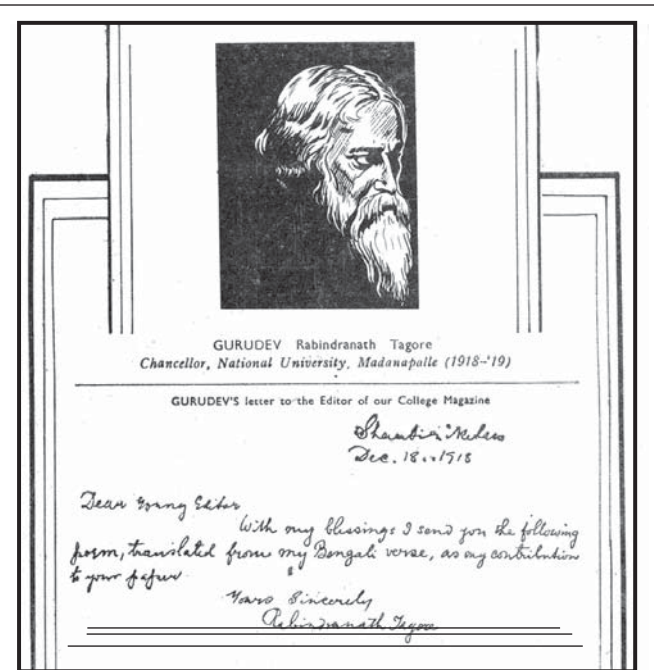 GURUDEV Rabindranath Tagore
Chancellor, National University, Madanapalle (1918-'19)
GURUDEV'S letter to the Editor of our College Magazine
Dec. 18. 1918
Dear Young Editor
With my blessings I send you the following
poem, translated from my Bengali verse, as my contribution
to your paper
Yours Sincerely
Rabindranath Tagore